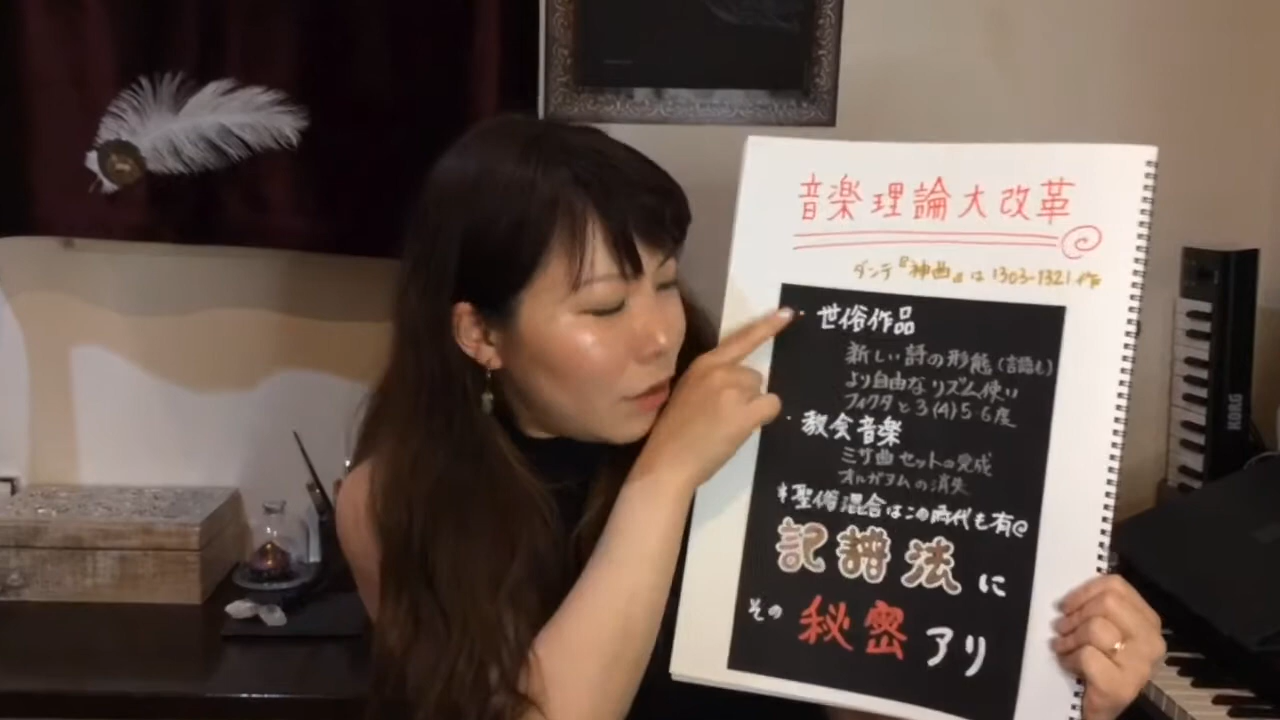 音楽理論大改革
ダンテ『神曲』は1303-1321作
・世俗作品
新しい詩の形態(言語も)
より自由なリズム使い
フィクタと3(4)5・6度
・教会音楽
ミサ曲セットの完成
オルガヌムの消失
*聖俗混合はこの時代も有@
記譜法に
その秘密アリ
KORG